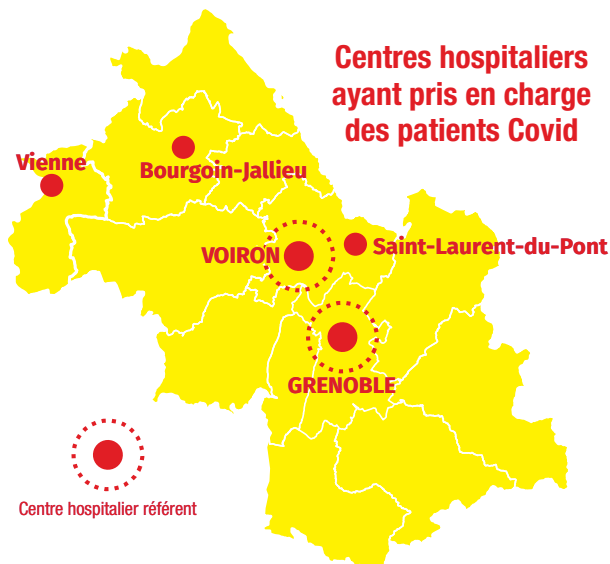 Centres hospitaliers
ayant pris en charge
des patients Covid
Vienne
Bourgoin-Jallieu
VOIRON
Saint-Laurent-du-Pont
GRENOBLE
Centre hospitalier référent